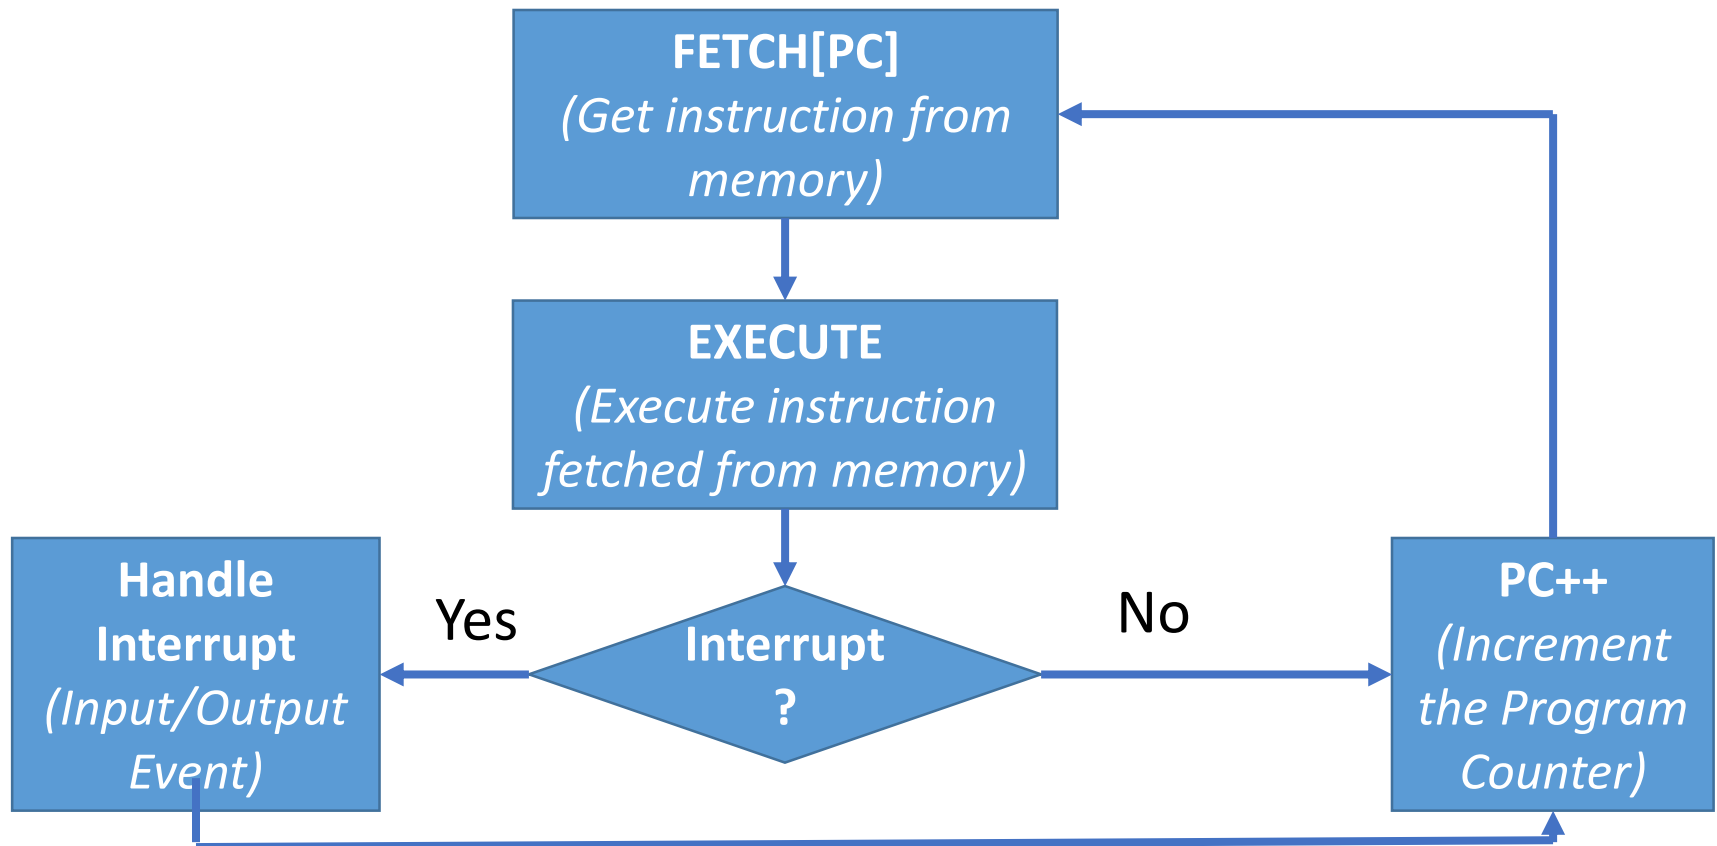 FETCH[PC]
(Get instruction from
memory)
EXECUTE
(Execute instruction
fetched from memory)
Handle
Interrupt
(Input/Output
Event)
Yes
Interrupt
?
No
PC++
(Increment
the Program
Counter)